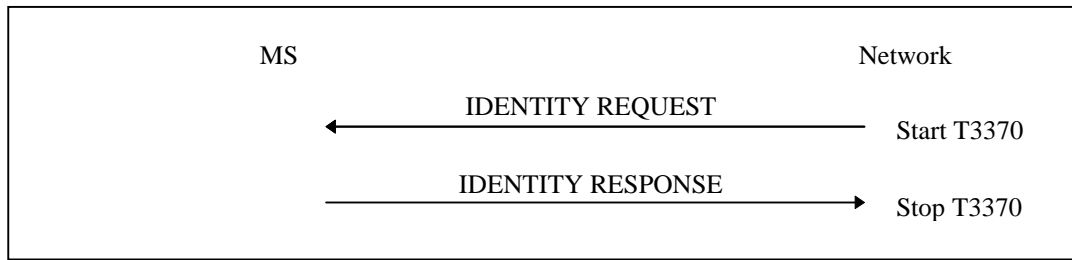 MS Network
IDENTITY REQUEST
Start T3370
IDENTITY RESPONSE
Stop T3370